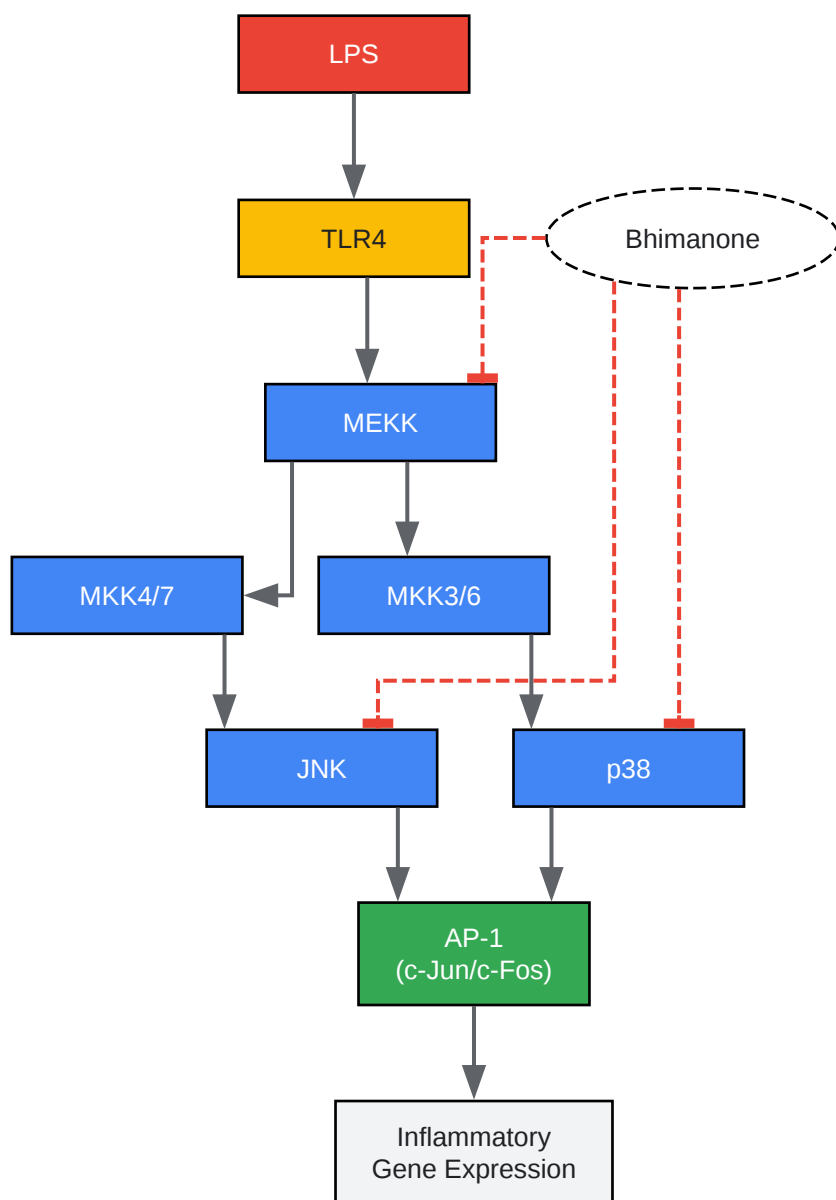 LPS
TLR4
Bhimanone
MEKK
MKK4/7
MKK3/6
JNK
p38
AP-1
(c-Jun/c-Fos)
Inflammatory
Gene Expression